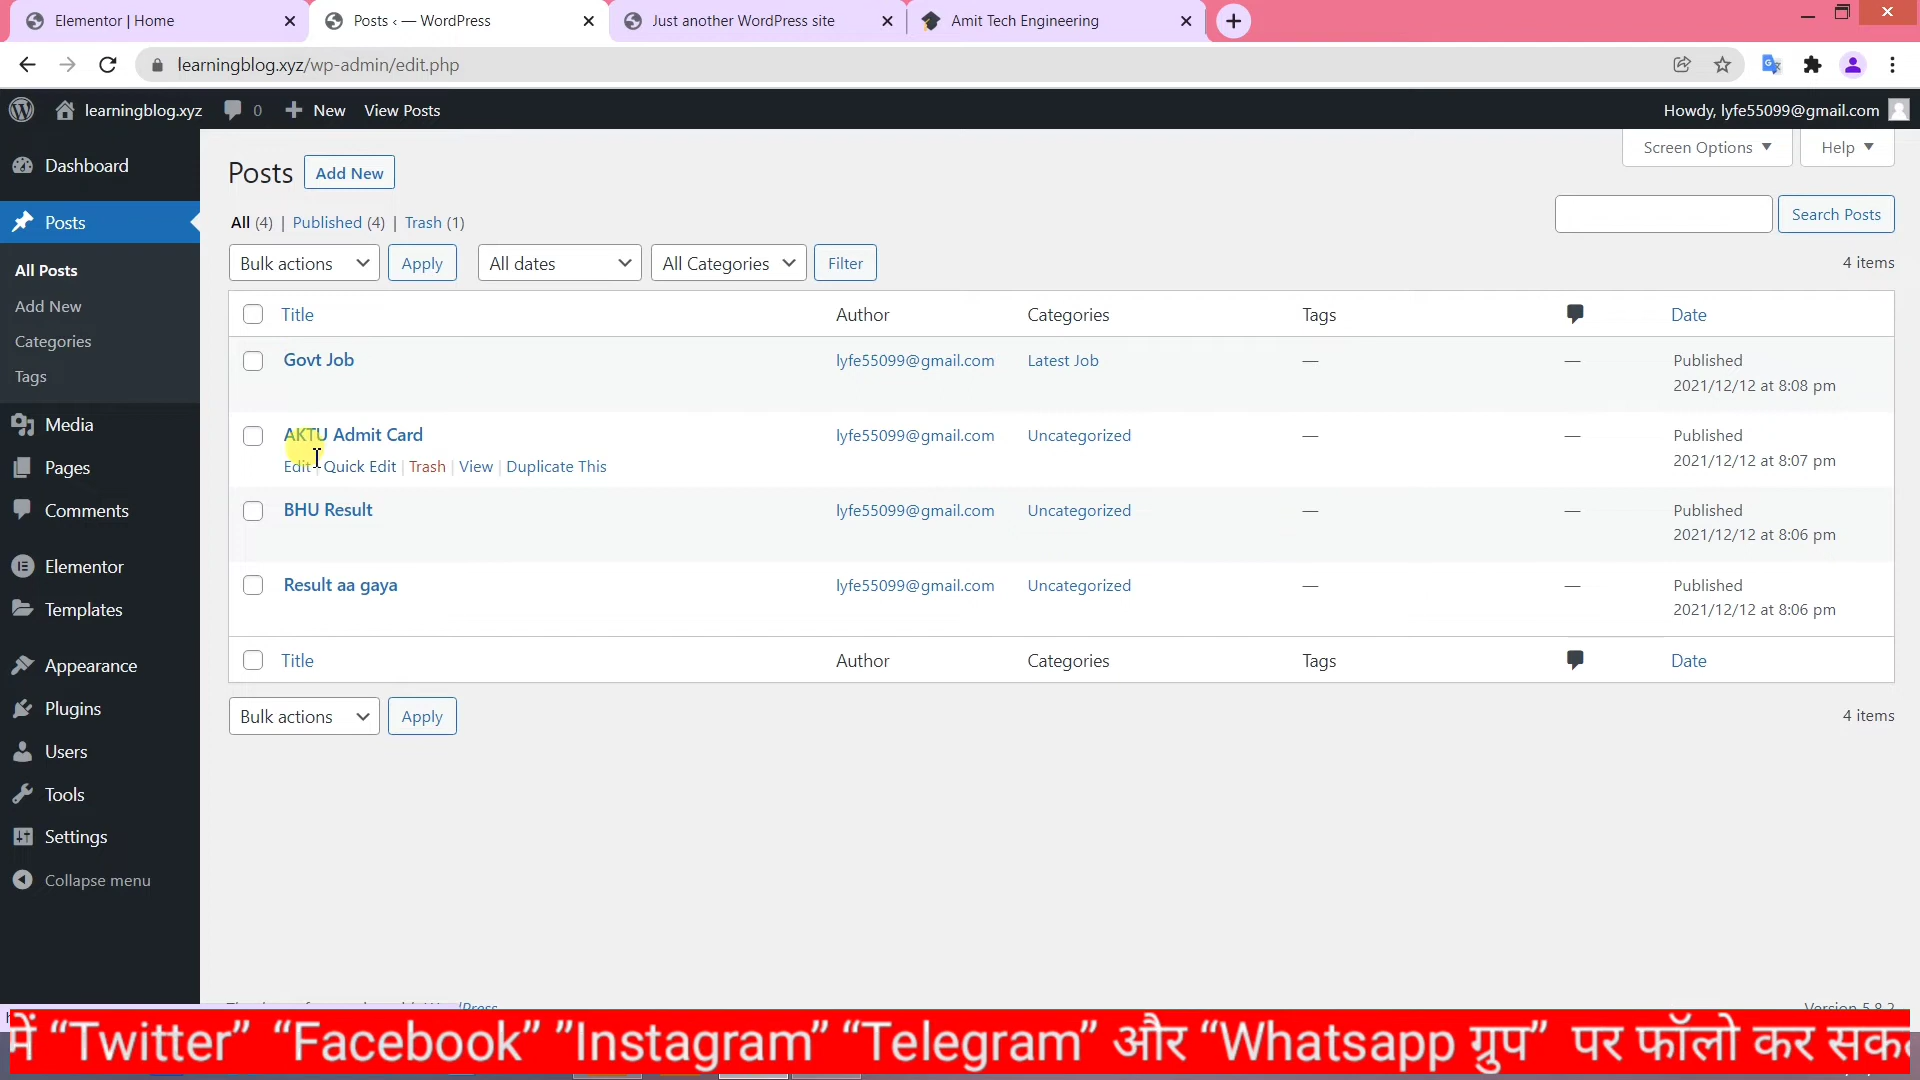 Elementor | Home
Posts ‹ — WordPress
Just another WordPress site
Amit Tech Engineering
learningblog.xyz/wp-admin/edit.php
learningblog.xyz
0
New
View Posts
Howdy, lyfe55099@gmail.com
Dashboard
Posts
All Posts
Add New
Categories
Tags
Media
Pages
Comments
Elementor
Templates
Appearance
Plugins
Users
Tools
Settings
Collapse menu
Screen Options
Help
Posts
Add New
All (4) | Published (4) | Trash (1)
Search Posts
Bulk actions
Apply
All dates
All Categories
Filter
4 items
Title Author Categories Tags Date
Govt Job lyfe55099@gmail.com Latest Job — — Published
2021/12/12 at 8:08 pm
AKTU Admit Card lyfe55099@gmail.com Uncategorized — — Published
2021/12/12 at 8:07 pm
Edit | Quick Edit | Trash | View | Duplicate This
BHU Result lyfe55099@gmail.com Uncategorized — — Published
2021/12/12 at 8:06 pm
Result aa gaya lyfe55099@gmail.com Uncategorized — — Published
2021/12/12 at 8:06 pm
Title Author Categories Tags Date
Bulk actions
Apply
4 items
Version 5.8.2
में “Twitter” “Facebook” ”Instagram” “Telegram” और “Whatsapp ग्रुप” पर फॉलो कर